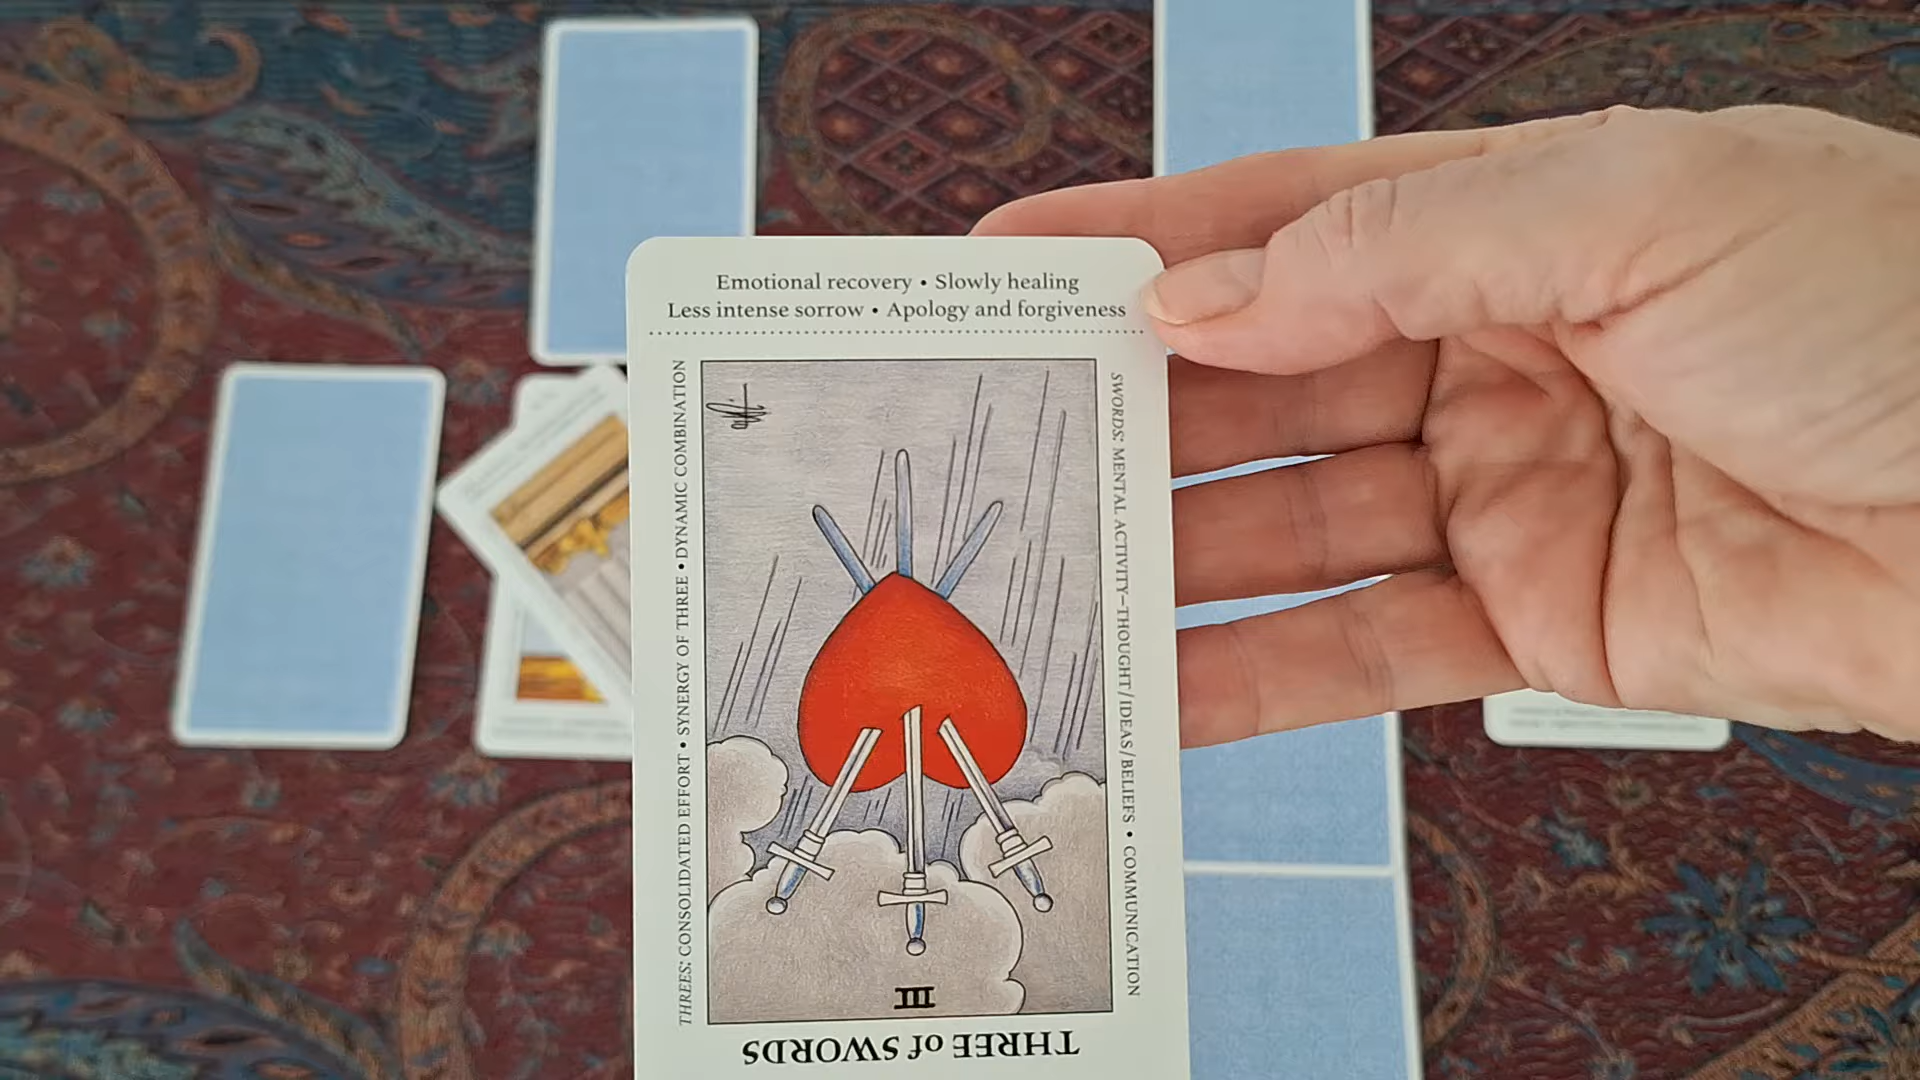 Emotional recovery • Slowly healing
Less intense sorrow • Apology and forgiveness
THREES: CONSOLIDATED EFFORT • SYNERGY OF THREE • DYNAMIC COMBINATION
SWORDS: MENTAL ACTIVITY–THOUGHT/IDEAS/BELIEFS • COMMUNICATION
III
THREE of SWORDS